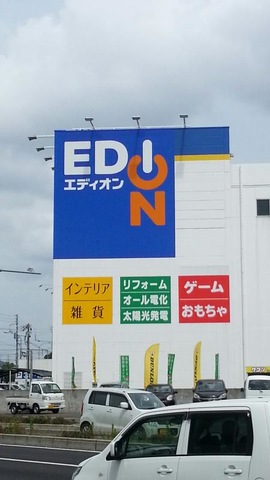 EDION
エディオン
インテリア
雑貨
リフォーム
オール電化
太陽光発電
ゲーム
おもちゃ
DUNLOP